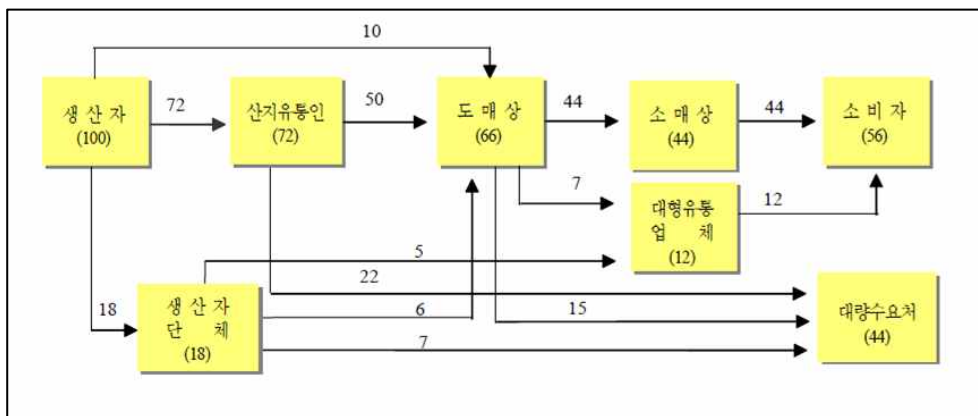 10
생 산 자
(100)
72
산지유통인
(72)
50
도 매 상
(66)
44
소 매 상
(44)
44
소 비 자
(56)
7
대형유통
업 체
(12)
12
5
22
18
생 산 자
단 체
(18)
6
15
7
대량수요처
(44)